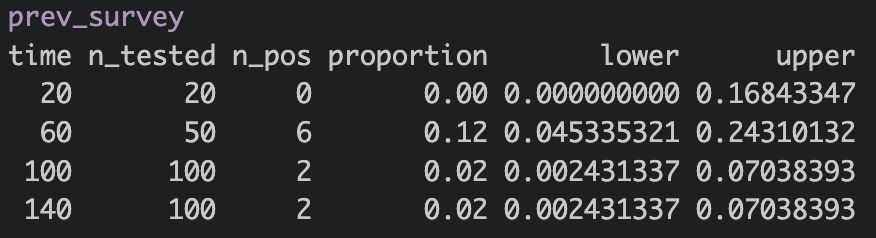 prev_survey
time n_tested n_pos proportion lower upper
20 20 0 0.00 0.000000000 0.16843347
60 50 6 0.12 0.045335321 0.24310132
100 100 2 0.02 0.002431337 0.07038393
140 100 2 0.02 0.002431337 0.07038393